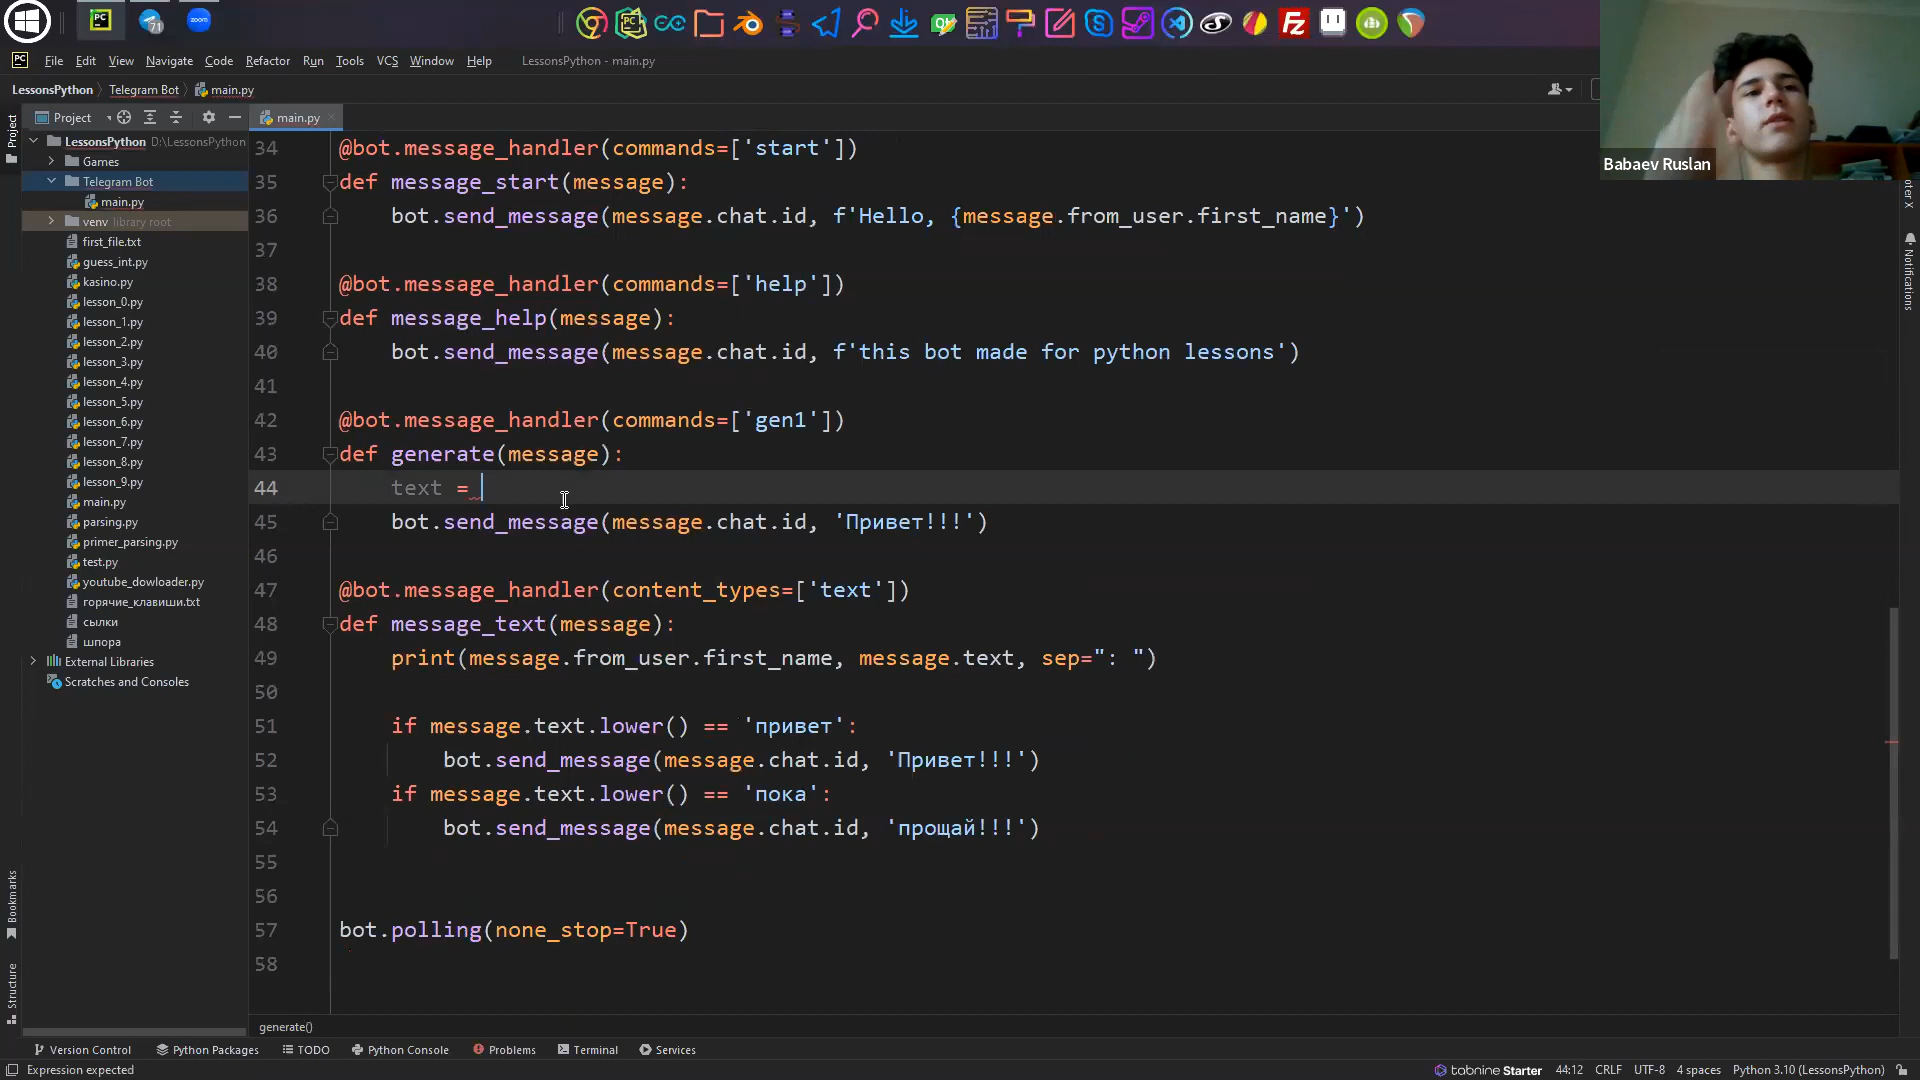 71
zoom
File Edit View Navigate Code Refactor Run Tools VCS Window Help LessonsPython - main.py
LessonsPython Telegram Bot main.py
Project
main.py
LessonsPython D:\LessonsPython
Games
Telegram Bot
main.py
venv library root
first_file.txt
guess_int.py
kasino.py
lesson_0.py
lesson_1.py
lesson_2.py
lesson_3.py
lesson_4.py
lesson_5.py
lesson_6.py
lesson_7.py
lesson_8.py
lesson_9.py
main.py
parsing.py
primer_parsing.py
test.py
youtube_dowloader.py
горячие_клавиши.txt
сылки
шпора
External Libraries
Scratches and Consoles
Project
Bookmarks
Structure
34 @bot.message_handler(commands=['start'])
35 def message_start(message):
36 bot.send_message(message.chat.id, f'Hello, {message.from_user.first_name}')
37
38 @bot.message_handler(commands=['help'])
39 def message_help(message):
40 bot.send_message(message.chat.id, f'this bot made for python lessons')
41
42 @bot.message_handler(commands=['gen1'])
43 def generate(message):
44 text =
45 bot.send_message(message.chat.id, 'Привет!!!')
46
47 @bot.message_handler(content_types=['text'])
48 def message_text(message):
49 print(message.from_user.first_name, message.text, sep=": ")
50
51 if message.text.lower() == 'привет':
52 bot.send_message(message.chat.id, 'Привет!!!')
53 if message.text.lower() == 'пока':
54 bot.send_message(message.chat.id, 'прощай!!!')
55
56
57 bot.polling(none_stop=True)
58
generate()
Babaev Ruslan
Notifications
Version Control Python Packages TODO Python Console Problems Terminal Services
Expression expected tabnine Starter 44:12 CRLF UTF-8 4 spaces Python 3.10 (LessonsPython)